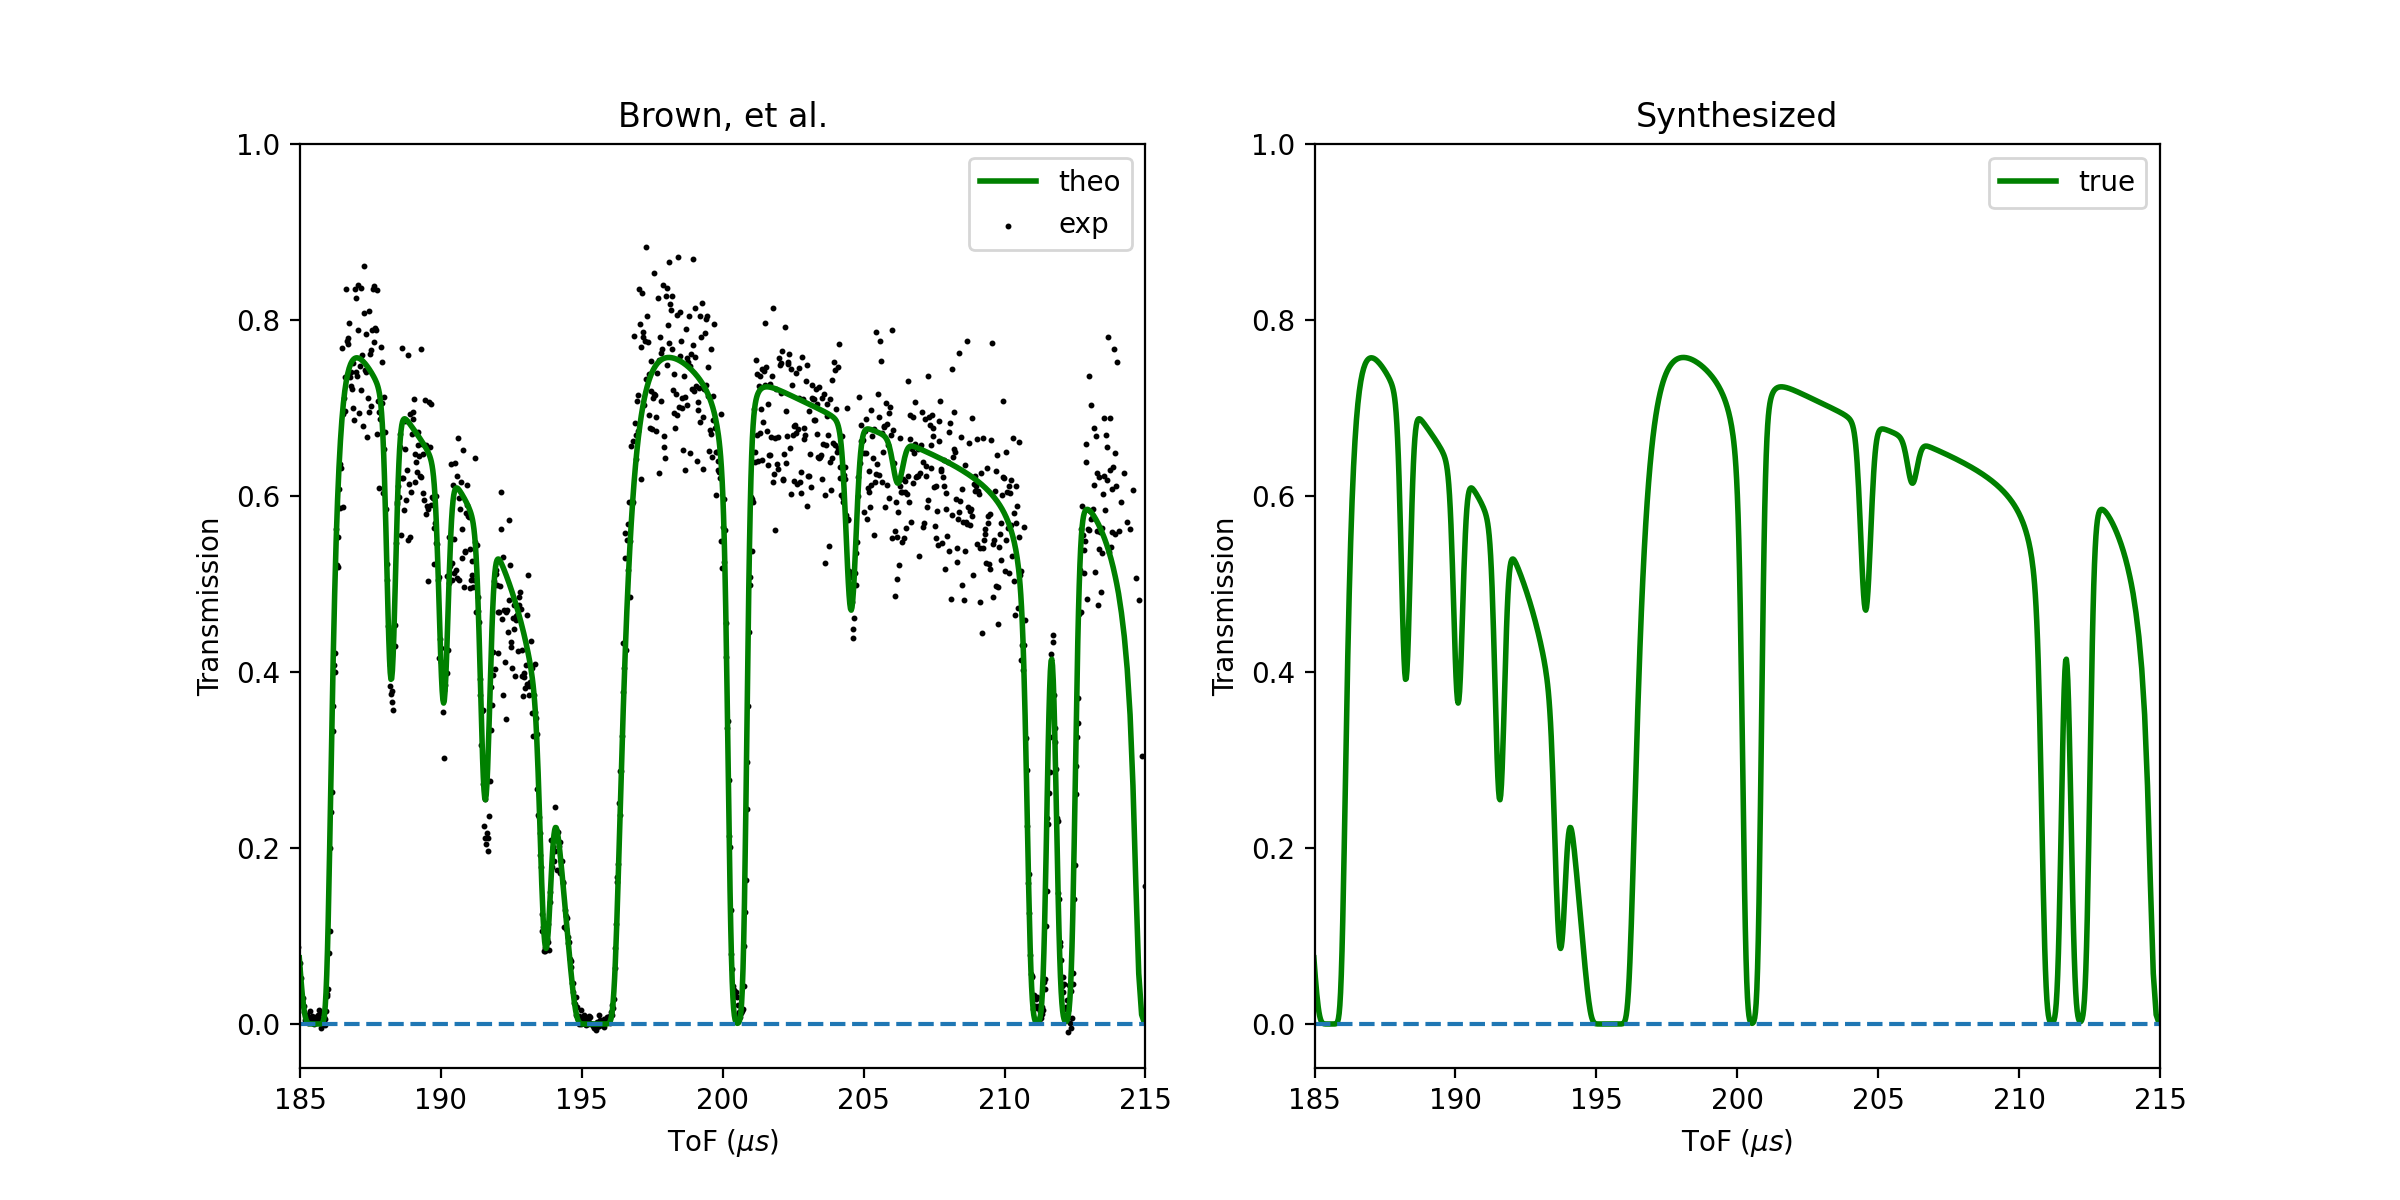 Brown, et al.
Transmission
1.0
0.8
0.6
0.4
0.2
0.0
theo
exp
185 190 195 200 205 210 215
ToF (μs)
Synthesized
Transmission
1.0
0.8
0.6
0.4
0.2
0.0
true
185 190 195 200 205 210 215
ToF (μs)